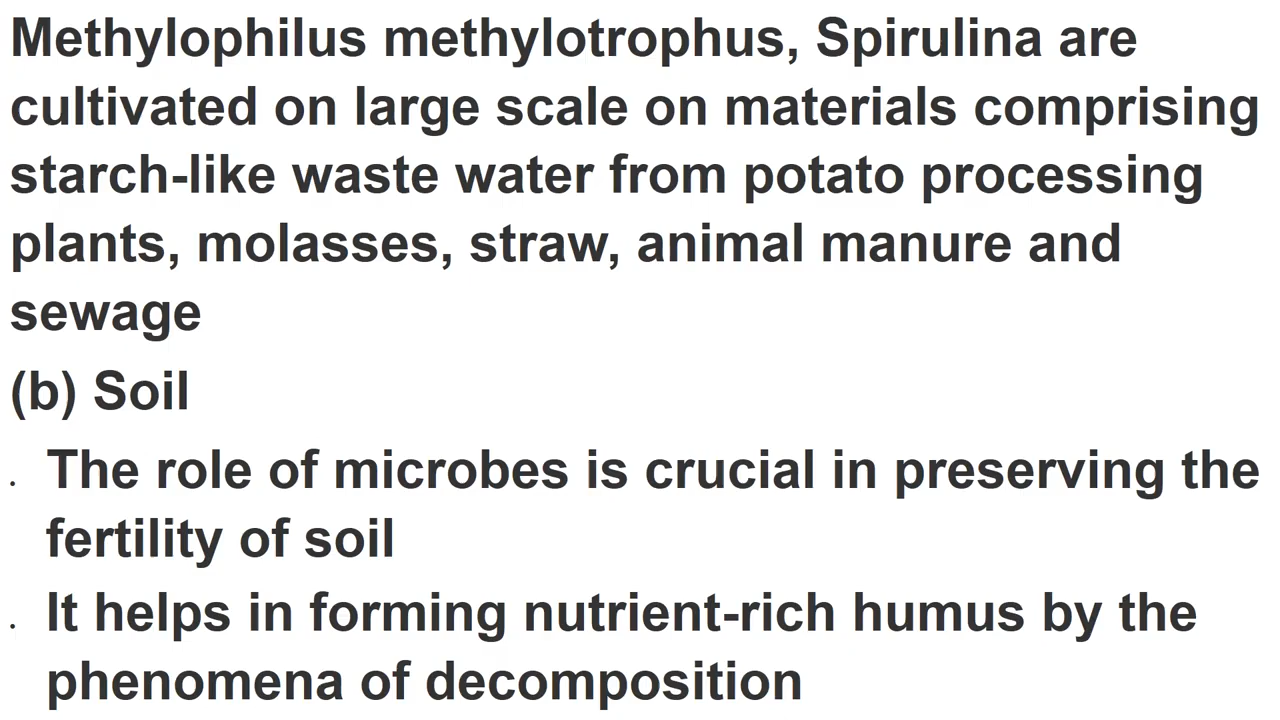 Methylophilus methylotrophus, Spirulina are
cultivated on large scale on materials comprising
starch-like waste water from potato processing
plants, molasses, straw, animal manure and
sewage
(b) Soil
. The role of microbes is crucial in preserving the
fertility of soil
. It helps in forming nutrient-rich humus by the
phenomena of decomposition